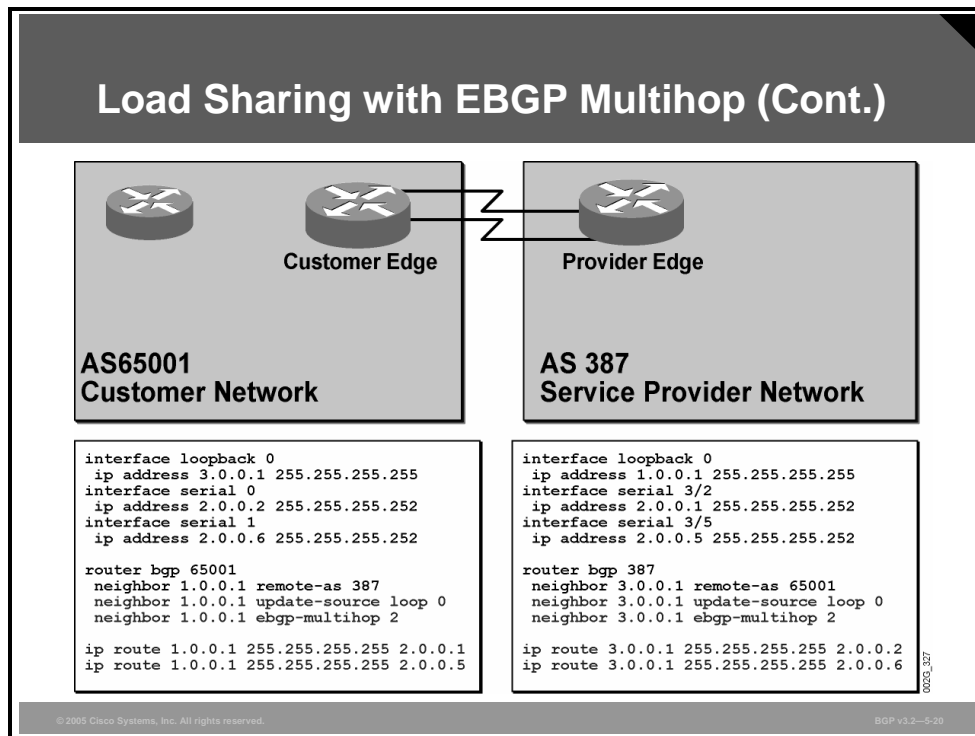 Load Sharing with EBGP Multihop (Cont.)
Customer Edge
Provider Edge
AS65001
Customer Network
AS 387
Service Provider Network
interface loopback 0
ip address 3.0.0.1 255.255.255.255
interface serial 0
ip address 2.0.0.2 255.255.255.252
interface serial 1
ip address 2.0.0.6 255.255.255.252
router bgp 65001
neighbor 1.0.0.1 remote-as 387
neighbor 1.0.0.1 update-source loop 0
neighbor 1.0.0.1 ebgp-multihop 2
ip route 1.0.0.1 255.255.255.255 2.0.0.1
ip route 1.0.0.1 255.255.255.255 2.0.0.5
interface loopback 0
ip address 1.0.0.1 255.255.255.255
interface serial 3/2
ip address 2.0.0.1 255.255.255.252
interface serial 3/5
ip address 2.0.0.5 255.255.255.252
router bgp 387
neighbor 3.0.0.1 remote-as 65001
neighbor 3.0.0.1 update-source loop 0
neighbor 3.0.0.1 ebgp-multihop 2
ip route 3.0.0.1 255.255.255.255 2.0.0.2
ip route 3.0.0.1 255.255.255.255 2.0.0.6
002G_327
© 2005 Cisco Systems, Inc. All rights reserved.
BGP v3.2—5-20